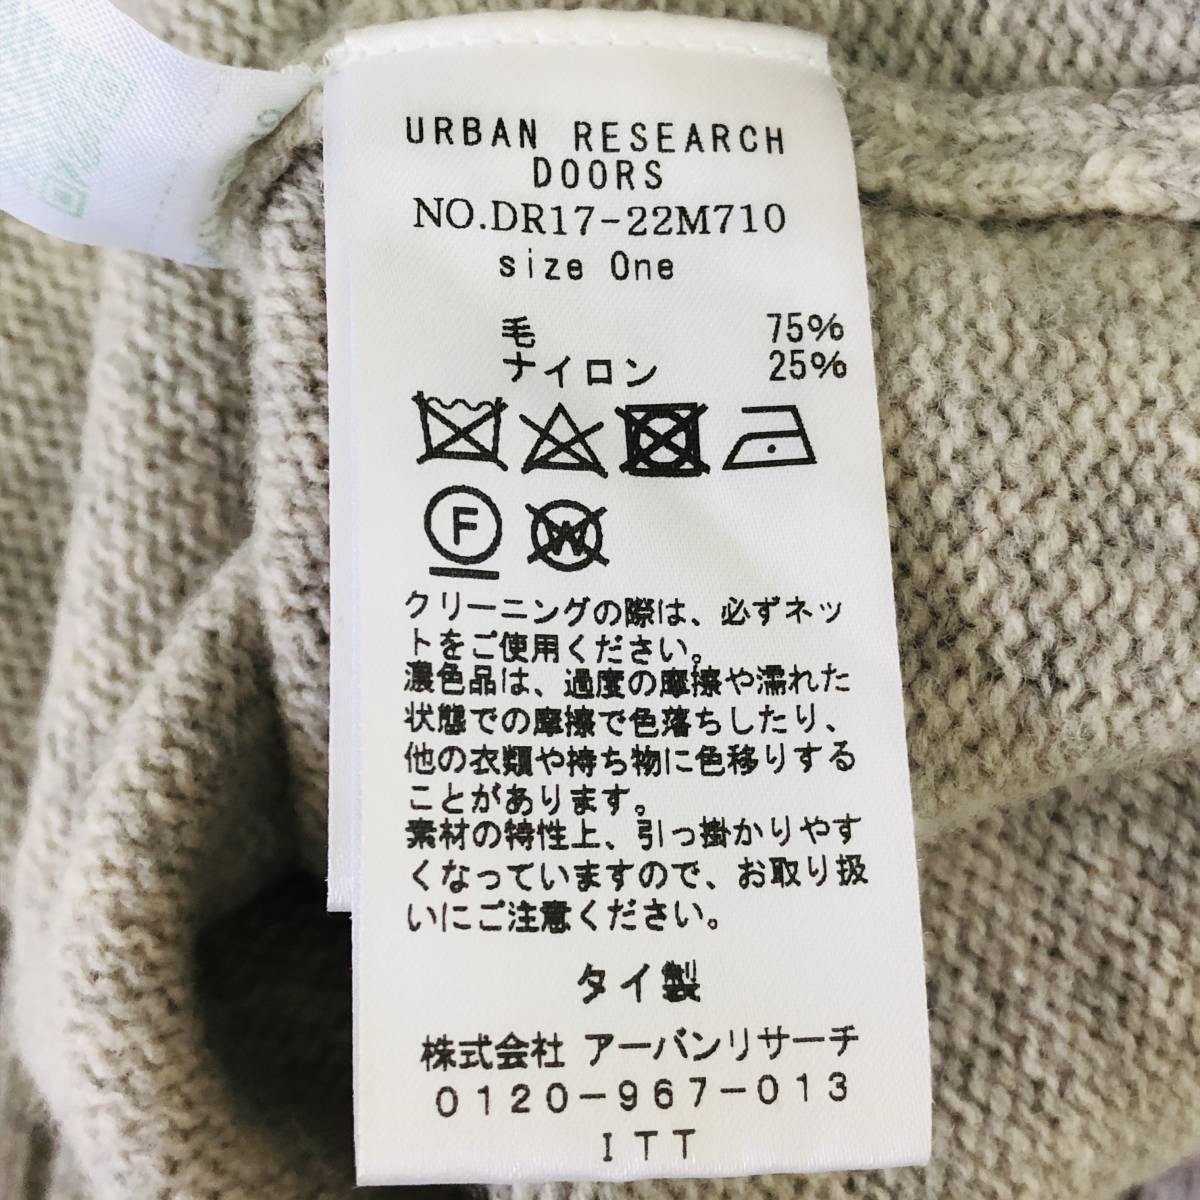 URBAN RESEARCH
DOORS
NO.DR17-22M710
size One
毛 75%
ナイロン 25%
F
W
クリーニングの際は、必ずネッ
トをご使用ください。
濃色品は、過度の摩擦や濡れた
状態での摩擦で色落ちしたり、
他の衣類や持ち物に色移りする
ことがあります。
素材の特性上、引っ掛かりやす
くなっていますので、お取り扱
いにご注意ください。
タイ製
株式会社 アーバンリサーチ
0120-967-013
ITT